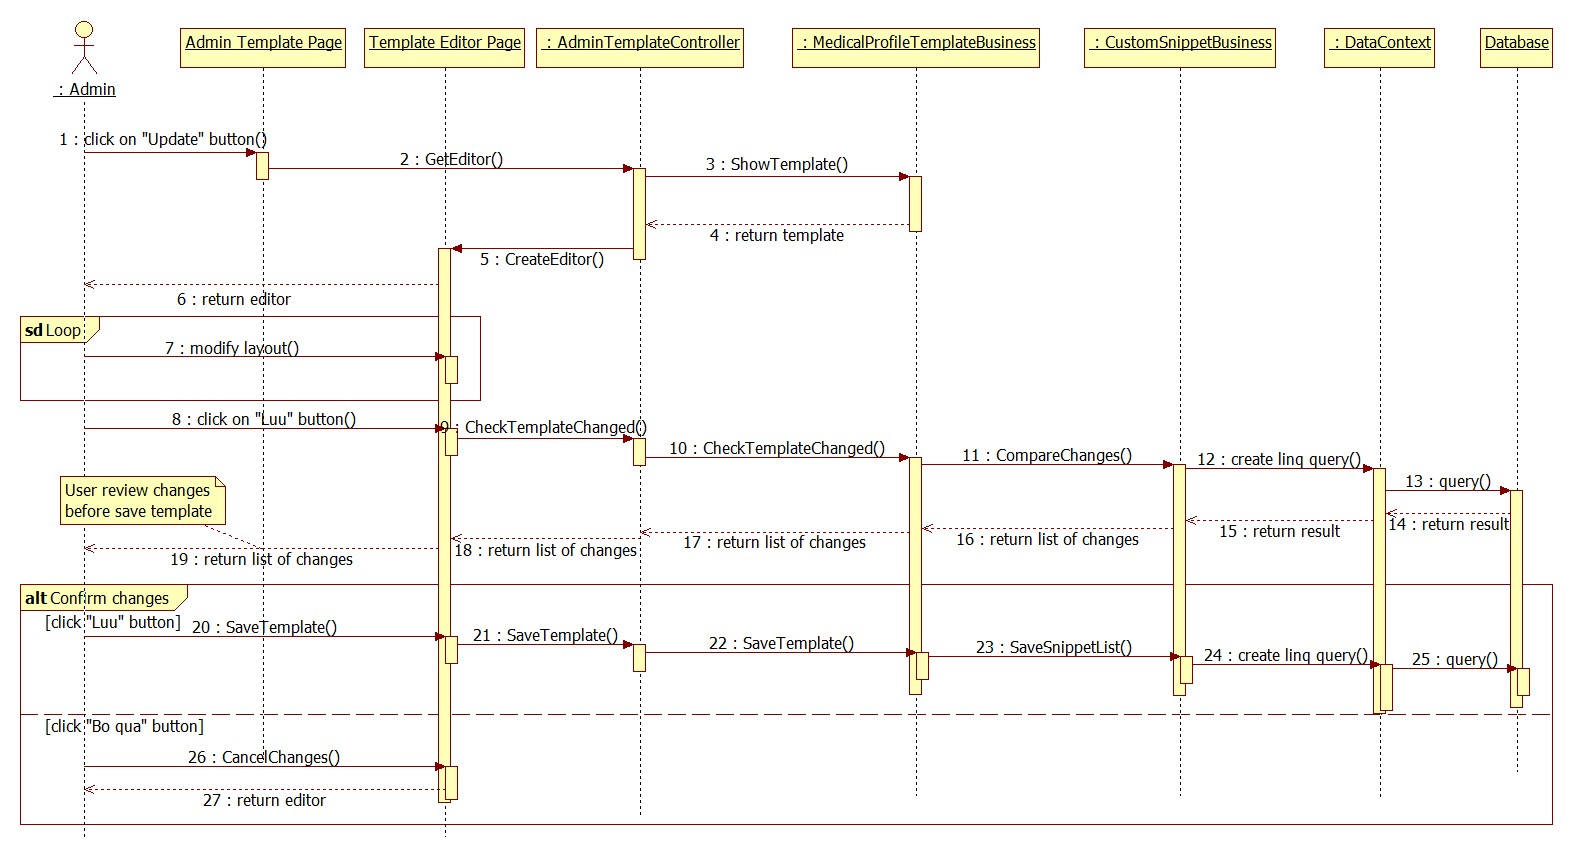 Admin Template Page
Template Editor Page
: AdminTemplateController
: MedicalProfileTemplateBusiness
: CustomSnippetBusiness
: DataContext
Database
: Admin
1 : click on "Update" button()
2 : GetEditor()
3 : ShowTemplate()
4 : return template
5 : CreateEditor()
6 : return editor
sd Loop
7 : modify layout()
8 : click on "Luu" button()
9 : CheckTemplateChanged()
10 : CheckTemplateChanged()
11 : CompareChanges()
12 : create linq query()
13 : query()
User review changes
before save template
14 : return result
15 : return result
16 : return list of changes
17 : return list of changes
18 : return list of changes
19 : return list of changes
alt Confirm changes
[click "Luu" button]
20 : SaveTemplate()
21 : SaveTemplate()
22 : SaveTemplate()
23 : SaveSnippetList()
24 : create linq query()
25 : query()
[click "Bo qua" button]
26 : CancelChanges()
27 : return editor